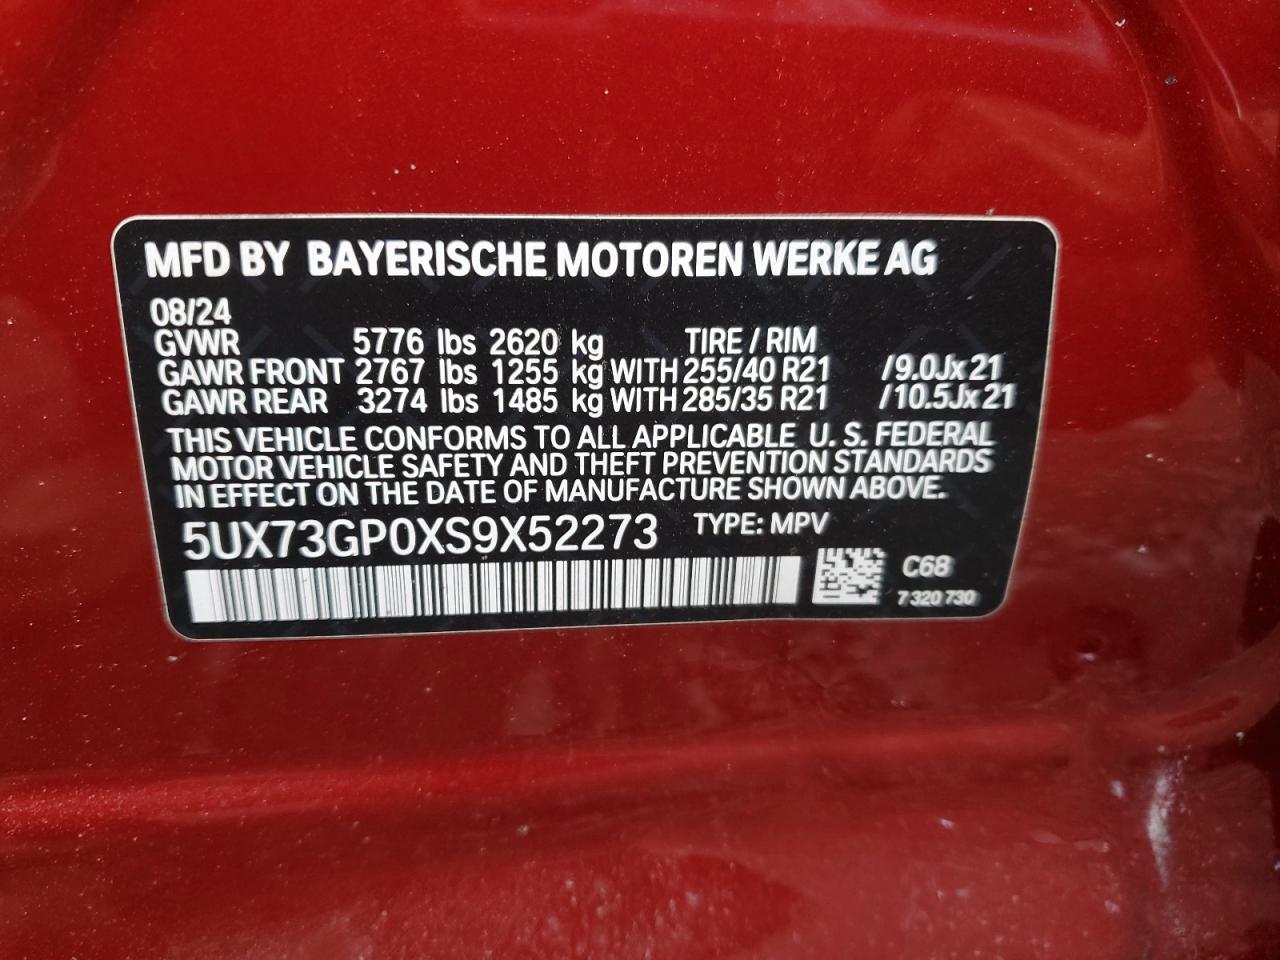 MFD BY BAYERISCHE MOTOREN WERKE AG
08/24
GVWR 5776 lbs 2620 kg TIRE / RIM
GAWR FRONT 2767 lbs 1255 kg WITH 255/40 R21 /9.0Jx21
GAWR REAR 3274 lbs 1485 kg WITH 285/35 R21 /10.5Jx21
THIS VEHICLE CONFORMS TO ALL APPLICABLE U. S. FEDERAL
MOTOR VEHICLE SAFETY AND THEFT PREVENTION STANDARDS
IN EFFECT ON THE DATE OF MANUFACTURE SHOWN ABOVE.
5UX73GP0XS9X52273 TYPE: MPV
C68
7 320 730